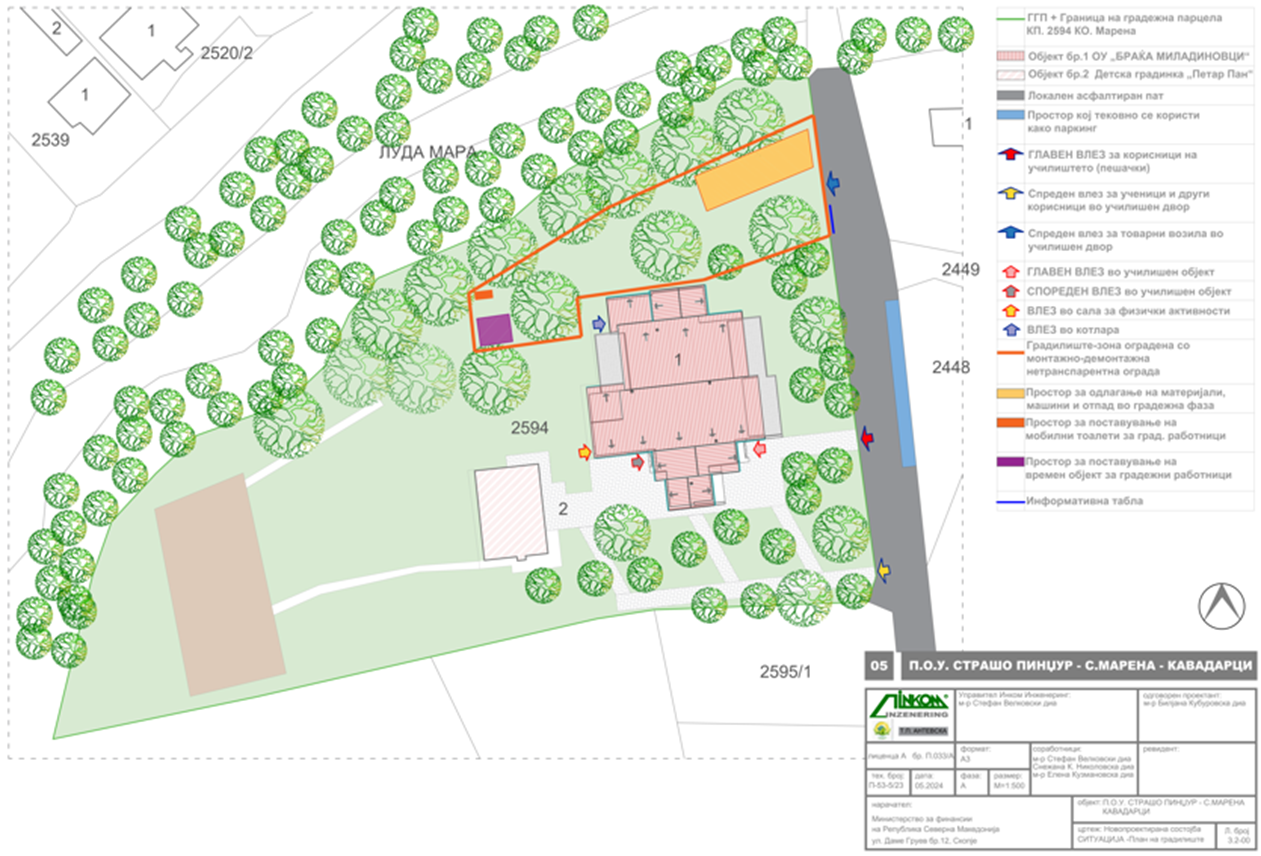 2
1
2520/2
1
2539
ЛУДА МАРА
1
2449
2448
1
2594
2
2595/1
ГГП + Граница на градежна парцела
КП. 2594 КО. Марена
Објект бр.1 ОУ „БРАЌА МИЛАДИНОВЦИ“
Објект бр.2 Детска градинка „Петар Пан“
Локален асфалтиран пат
Простор кој тековно се користи
како паркинг
ГЛАВЕН ВЛЕЗ за корисници на
училиштето (пешачки)
Спреден влез за ученици и други
корисници во училишен двор
Спреден влез за товарни возила во
училишен двор
ГЛАВЕН ВЛЕЗ во училишен објект
СПОРЕДЕН ВЛЕЗ во училишен објект
ВЛЕЗ во сала за физички активности
ВЛЕЗ во котлара
Градилиште-зона оградена со
монтажно-демонтажна
нетранспарентна ограда
Простор за одлагање на материјали,
машини и отпад во градежна фаза
Простор за поставување на
мобилни тоалети за град. работници
Простор за поставување на
времен објект за градежни работници
Информативна табла
05 П.О.У. СТРАШО ПИНЏУР - С.МАРЕНА - КАВАДАРЦИ
ИНКОМ
INZENERING
Т.П. АНТЕВСКА
Управител Инком Инженеринг:
м-р Стефан Велковски диа
одговорен проектант:
м-р Билјана Кубуровска диа
лиценца А бр. П.033/А
формат:
А3
соработници:
м-р Стефан Велковски диа
Снежана К. Николовска диа
м-р Елена Кузмановска диа
ревидент:
тех. број:
П-53-5/23
дата:
05.2024
фаза:
А
размер:
М=1:500
нарачател:
Министерство за финансии
на Република Северна Македонија
ул. Даме Груев бр.12, Скопје
објект: П.О.У. СТРАШО ПИНЏУР - С.МАРЕНА
КАВАДАРЦИ
цртеж: Новопроектирана состојба
СИТУАЦИЈА -План на градилиште
Л. број
3.2-00